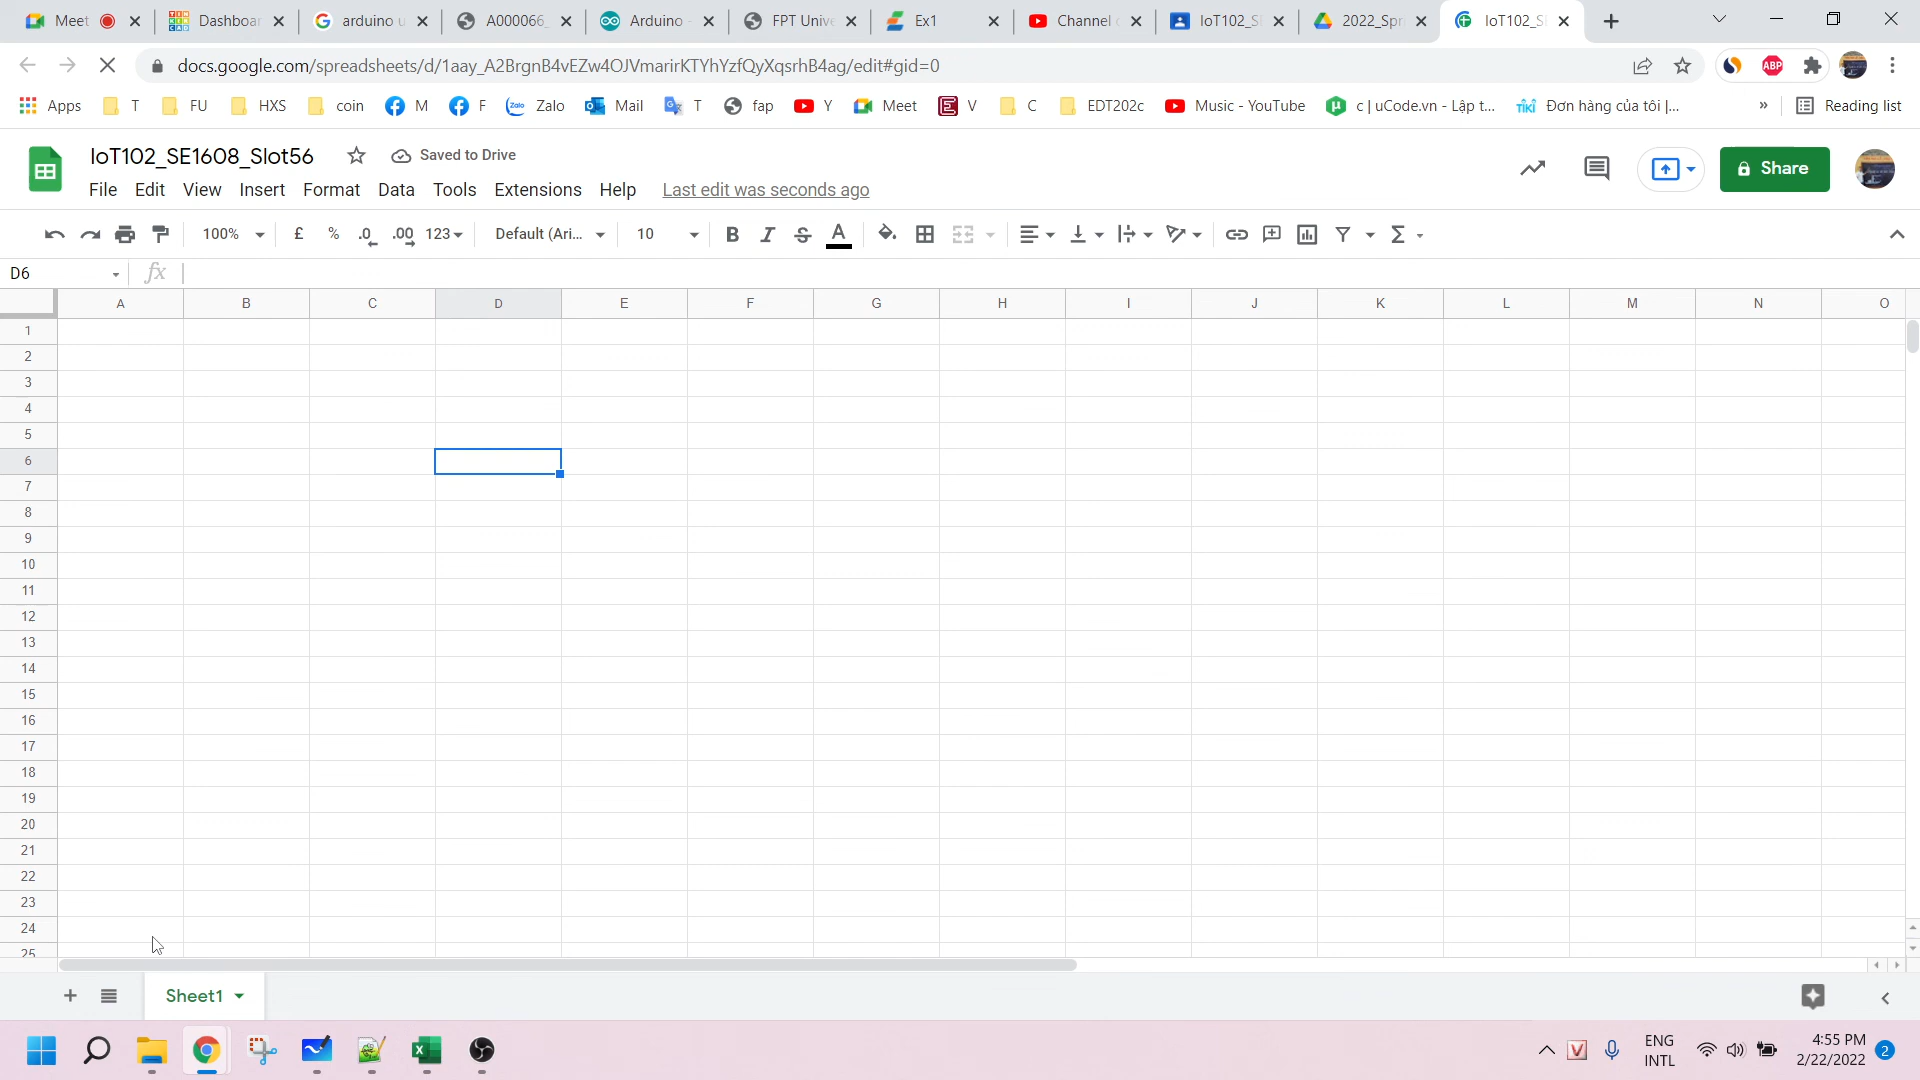 Meet Dashboar arduino u A000066_ Arduino - FPT Unive Ex1 Channel c IoT102_SE 2022_Spr IoT102_SE
docs.google.com/spreadsheets/d/1aay_A2BrgnB4vEZw4OJVmarirKTYhYzfQyXqsrhB4ag/edit#gid=0 ABP
Apps T FU HXS coin M F Zalo Mail T fap Y Meet V C EDT202c Music - YouTube c | uCode.vn - Lập t... Đơn hàng của tôi |... » Reading list
IoT102_SE1608_Slot56 Saved to Drive Share
File Edit View Insert Format Data Tools Extensions Help Last edit was seconds ago
100% £ % .0 .00 123 Default (Ari... 10 B I S A Σ
D6 fx
A B C D E F G H I J K L M N O
1
2
3
4
5
6
7
8
9
10
11
12
13
14
15
16
17
18
19
20
21
22
23
24
25
+ Sheet1
ENG 4:55 PM
INTL 2/22/2022 2